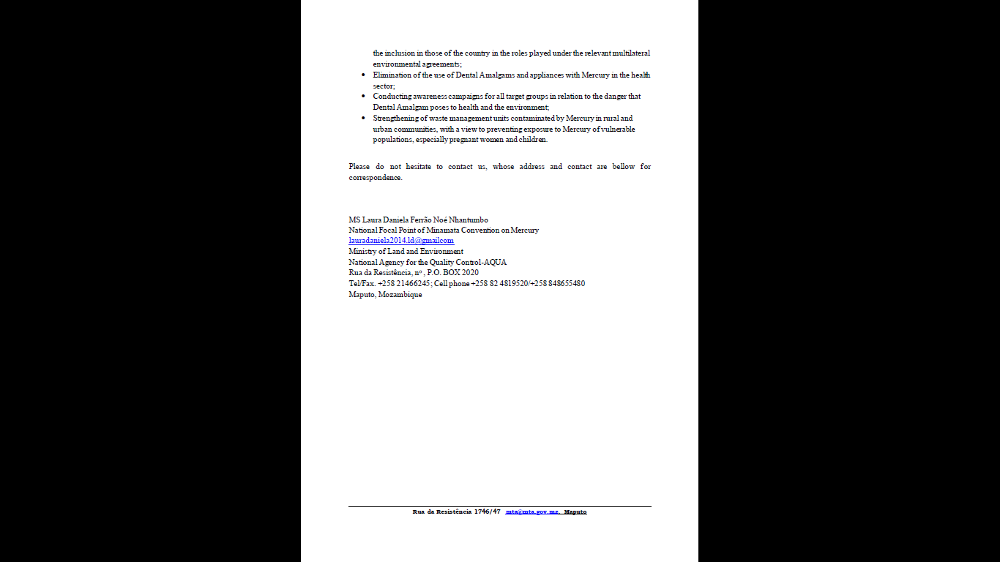 the inclusion in those of the country in the roles played under the relevant multilateral
environmental agreements;
• Elimination of the use of Dental Amalgams and appliances with Mercury in the health
sector;
• Conducting awareness campaigns for all target groups in relation to the danger that
Dental Amalgam poses to health and the environment;
• Strengthening of waste management units contaminated by Mercury in rural and
urban communities, with a view to preventing exposure to Mercury of vulnerable
populations, especially pregnant women and children.
Please do not hesitate to contact us, whose address and contact are bellow for
correspondence.
MS Laura Daniela Ferrão Noé Nhantumbo
National Focal Point of Minamata Convention on Mercury
lauradaniela2014.ld@gmailcom
Ministry of Land and Environment
National Agency for the Quality Control-AQUA
Rua da Resistência, nº , P.O. BOX 2020
Tel/Fax. +258 21466245; Cell phone +258 82 4819520/+258 848655480
Maputo, Mozambique
Rua da Resistência 1746/47 mta@mta.gov.mz. Maputo